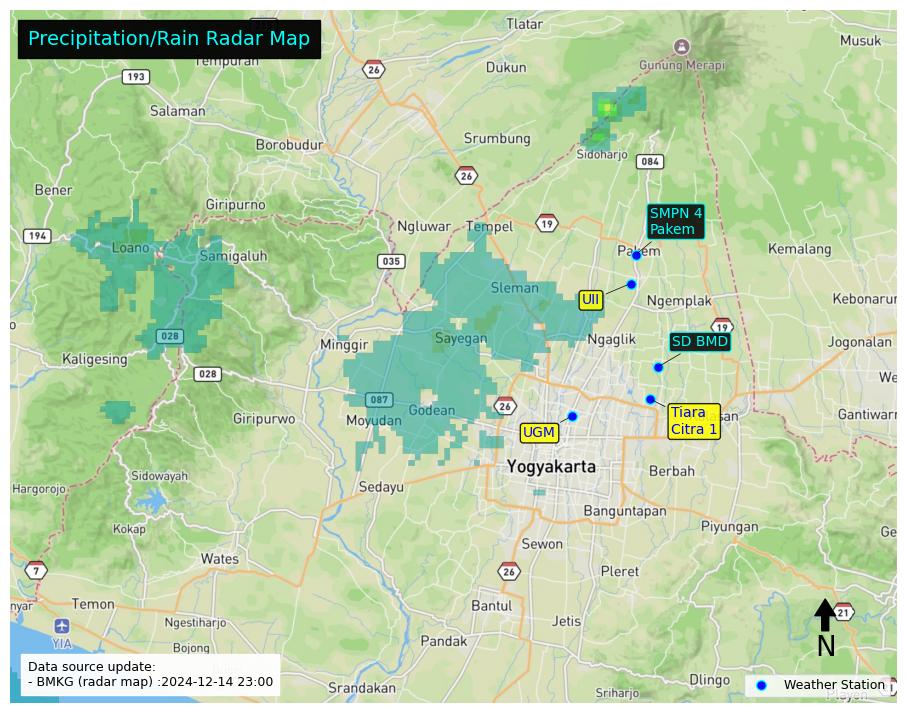 Precipitation/Rain Radar Map
Tlatar
Musuk
Tempuran
26
Dukun
Gunung Merapi
193
Salaman
Borobudur
Srumbung
Sidoharjo
084
26
Bener
Giripurno
194
Loano
Samigaluh
Ngluwar
Tempel
19
SMPN 4
Pakem
Pakem
Kemalang
035
Sleman
UII
Ngemplak
Kebonarum
028
Minggir
Sayegan
Ngaglik
19
SD BMD
Jogonalan
Kaligesing
028
087
Godean
26
Moyudan
Giripurwo
UGM
Tiara
Citra 1
san
Gantiwarn
Yogyakarta
Berbah
Sidowayah
Hargorojo
Sedayu
Banguntapan
Kokap
Piyungan
Sewon
Wates
7
26
Pleret
Temon
Bantul
21
Ngestiharjo
Jetis
YIA
Bojong
Pandak
N
Data source update:
- BMKG (radar map) :2024-12-14 23:00
Srandakan
Dlingo
Sriharjo
Weather Station
Playen